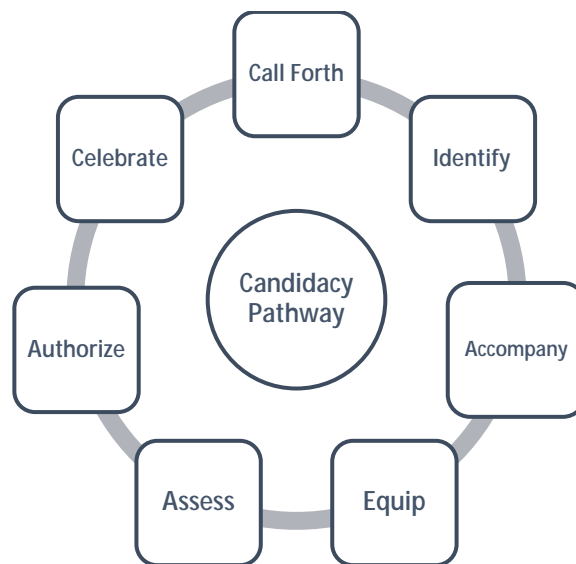 Call Forth
Identify
Accompany
Equip
Assess
Authorize
Celebrate
Candidacy
Pathway